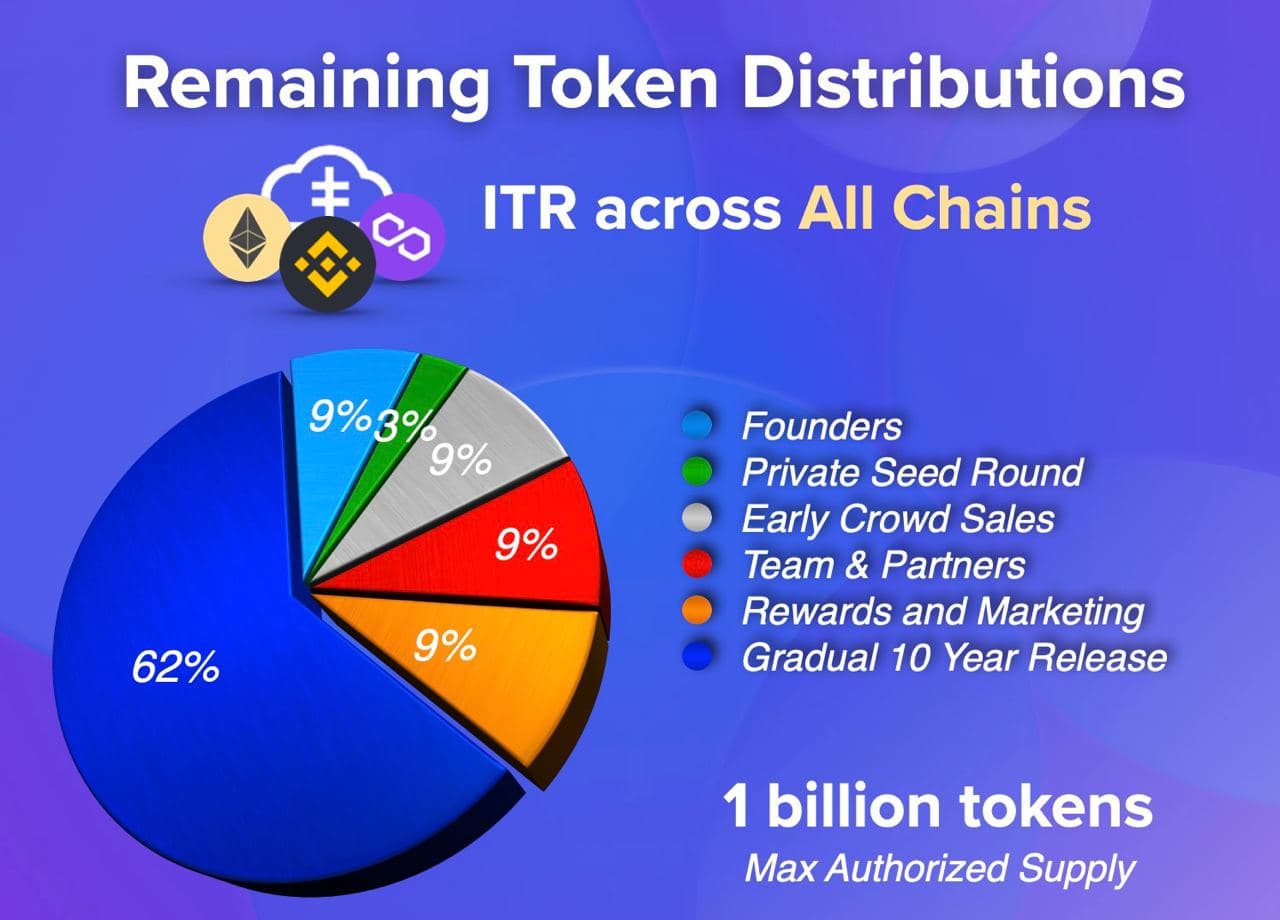 Remaining Token Distributions
ITR across All Chains
9%
3%
9%
9%
9%
62%
Founders
Private Seed Round
Early Crowd Sales
Team & Partners
Rewards and Marketing
Gradual 10 Year Release
1 billion tokens
Max Authorized Supply